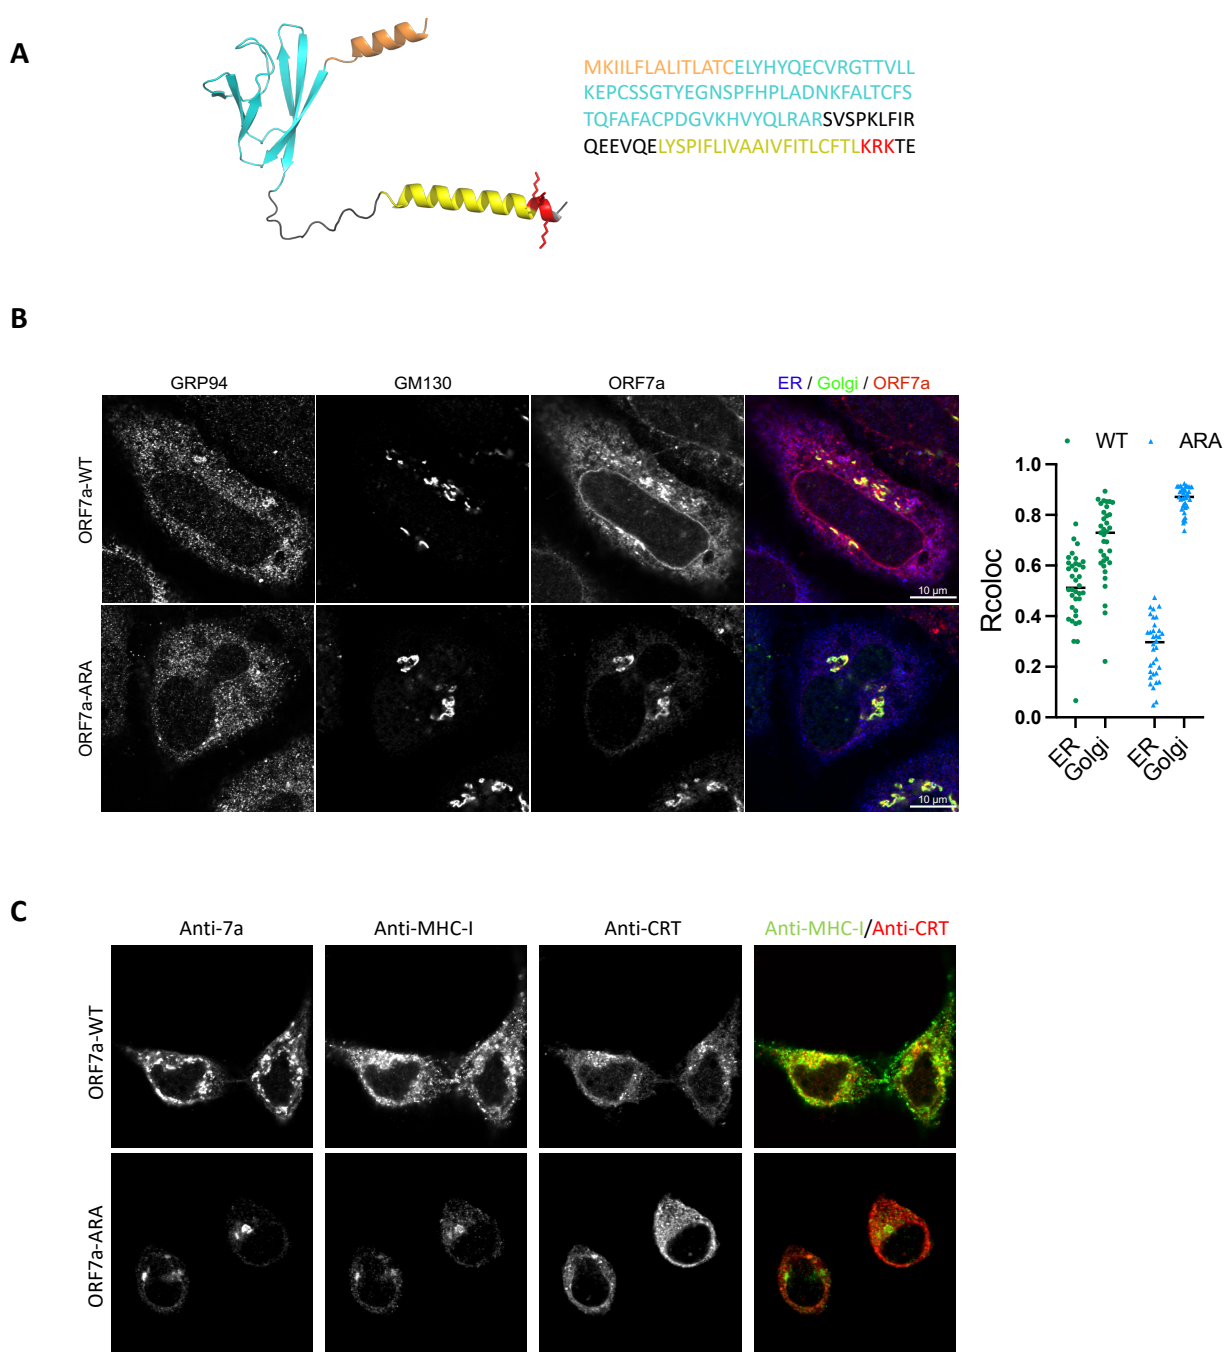 A
MKIILFLALITLATCELYHYQECVRGTTVLL
KEPCSSGTYEGNSPFHPLADNKFALTCFS
TQFAFACPDGVKHVYQLRARSVSPKLFIR
QEEVQELYSPIFLIVAAIVFITLCFTLKRKTE
B
GRP94 GM130 ORF7a ER / Golgi / ORF7a
ORF7a-WT
10 µm
ORF7a-ARA
10 µm
WT ARA
Rcoloc
1.0
0.8
0.6
0.4
0.2
0.0
ER Golgi ER Golgi
C
Anti-7a Anti-MHC-I Anti-CRT Anti-MHC-I/Anti-CRT
ORF7a-WT
ORF7a-ARA